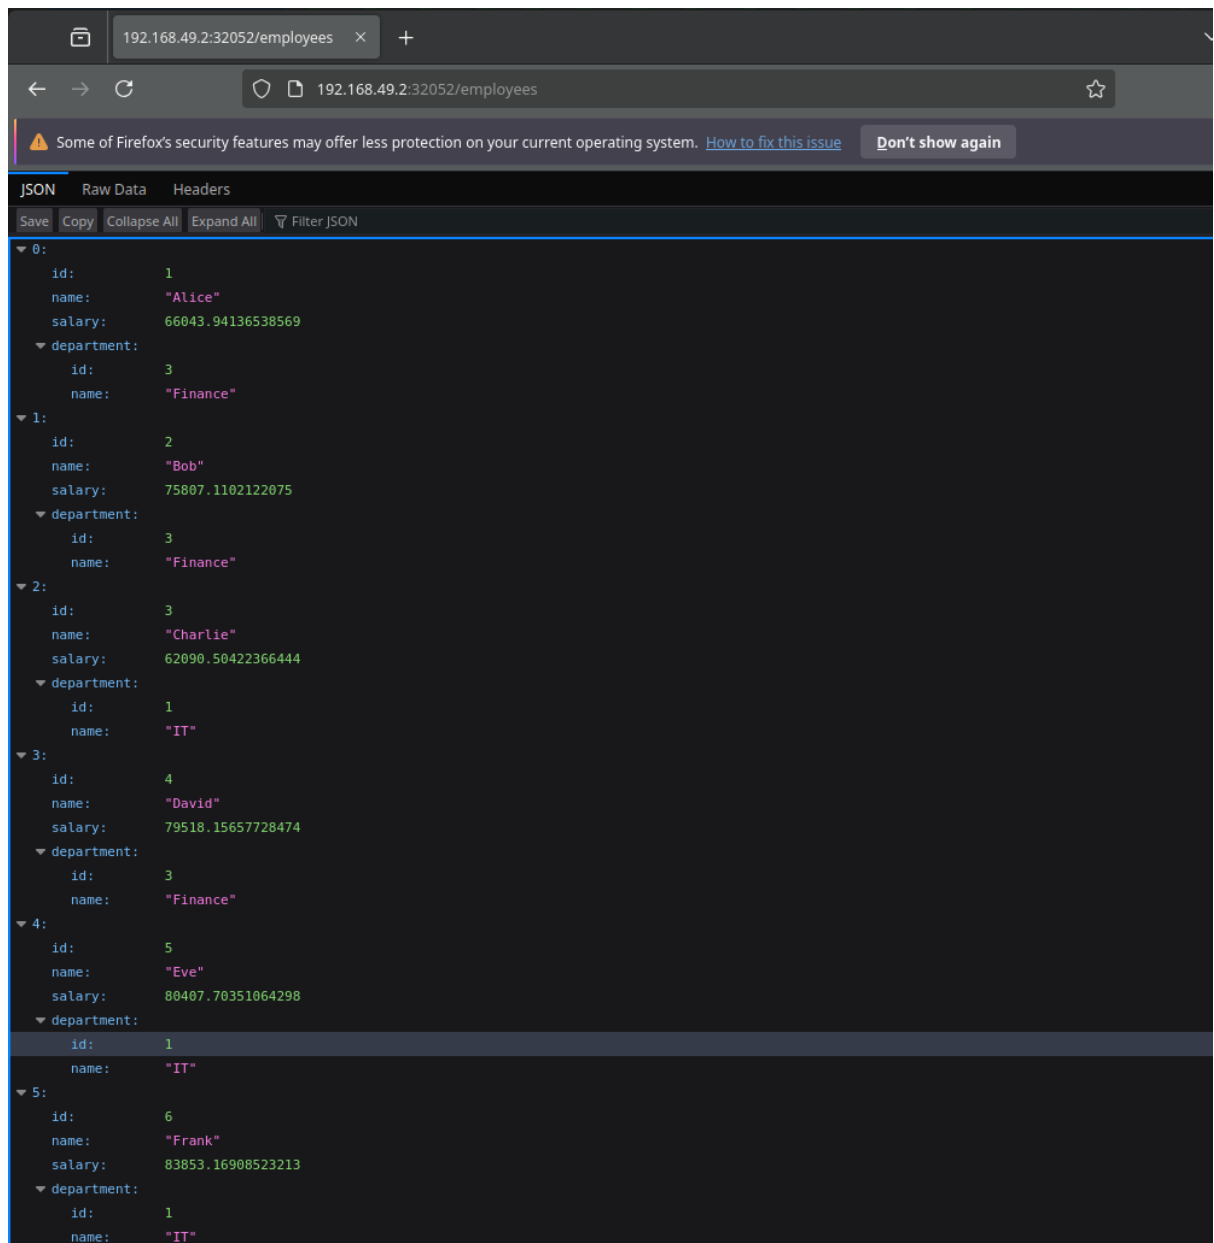 192.168.49.2:32052/employees
192.168.49.2:32052/employees
Some of Firefox's security features may offer less protection on your current operating system. How to fix this issue Don't show again
JSON Raw Data Headers
Save Copy Collapse All Expand All Filter JSON
0:
id: 1
name: "Alice"
salary: 66043.94136538569
department:
id: 3
name: "Finance"
1:
id: 2
name: "Bob"
salary: 75807.1102122075
department:
id: 3
name: "Finance"
2:
id: 3
name: "Charlie"
salary: 62090.50422366444
department:
id: 1
name: "IT"
3:
id: 4
name: "David"
salary: 79518.15657728474
department:
id: 3
name: "Finance"
4:
id: 5
name: "Eve"
salary: 80407.70351064298
department:
id: 1
name: "IT"
5:
id: 6
name: "Frank"
salary: 83853.16908523213
department:
id: 1
name: "IT"